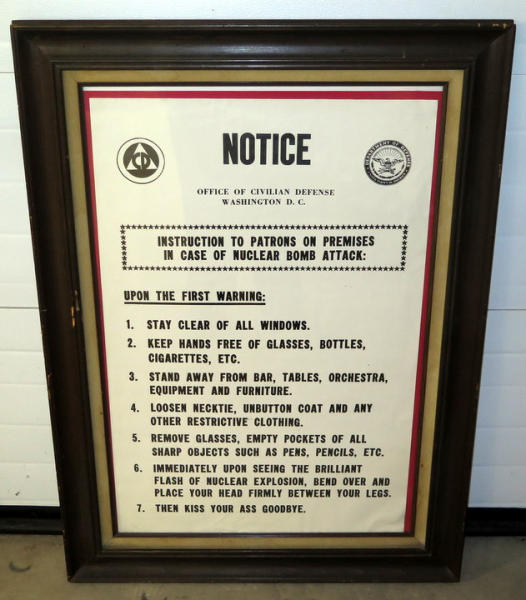 NOTICE
CD
DEPARTMENT OF DEFENSE
OFFICE OF CIVILIAN DEFENSE
WASHINGTON D. C.
INSTRUCTION TO PATRONS ON PREMISES
IN CASE OF NUCLEAR BOMB ATTACK:
UPON THE FIRST WARNING:
1. STAY CLEAR OF ALL WINDOWS.
2. KEEP HANDS FREE OF GLASSES, BOTTLES,
CIGARETTES, ETC.
3. STAND AWAY FROM BAR, TABLES, ORCHESTRA,
EQUIPMENT AND FURNITURE.
4. LOOSEN NECKTIE, UNBUTTON COAT AND ANY
OTHER RESTRICTIVE CLOTHING.
5. REMOVE GLASSES, EMPTY POCKETS OF ALL
SHARP OBJECTS SUCH AS PENS, PENCILS, ETC.
6. IMMEDIATELY UPON SEEING THE BRILLIANT
FLASH OF NUCLEAR EXPLOSION, BEND OVER AND
PLACE YOUR HEAD FIRMLY BETWEEN YOUR LEGS.
7. THEN KISS YOUR ASS GOODBYE.